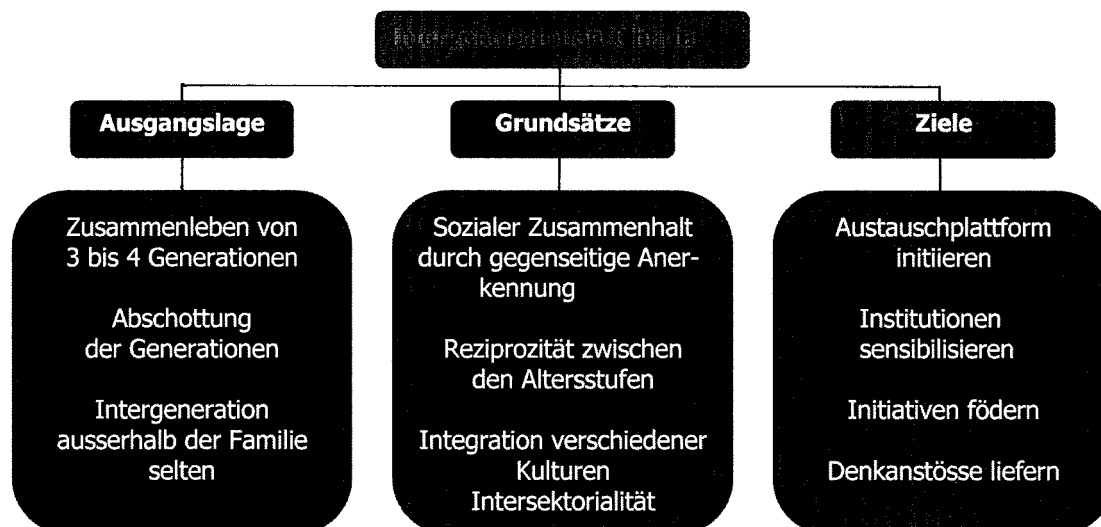 Ausgangslage
Zusammenleben von
3 bis 4 Generationen
Abschottung
der Generationen
Intergeneration
ausserhalb der Familie
selten
Grundsätze
Sozialer Zusammenhalt
durch gegenseitige Aner-
kennung
Reziprozität zwischen
den Altersstufen
Integration verschiedener
Kulturen
Intersektorialität
Ziele
Austauschplattform
initiieren
Institutionen
sensibilisieren
Initiativen födern
Denkanstösse liefern